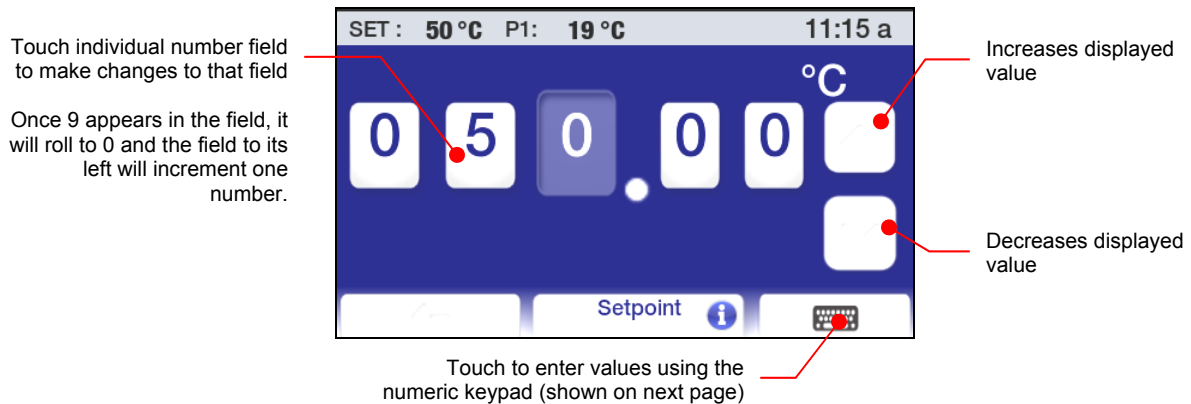 SET : 50 °C P1: 19 °C 11:15 a
Touch individual number field
to make changes to that field
Once 9 appears in the field, it
will roll to 0 and the field to its
left will increment one
number.
°C
0 5 0 . 0 0
Increases displayed
value
Decreases displayed
value
Setpoint i
Touch to enter values using the
numeric keypad (shown on next page)